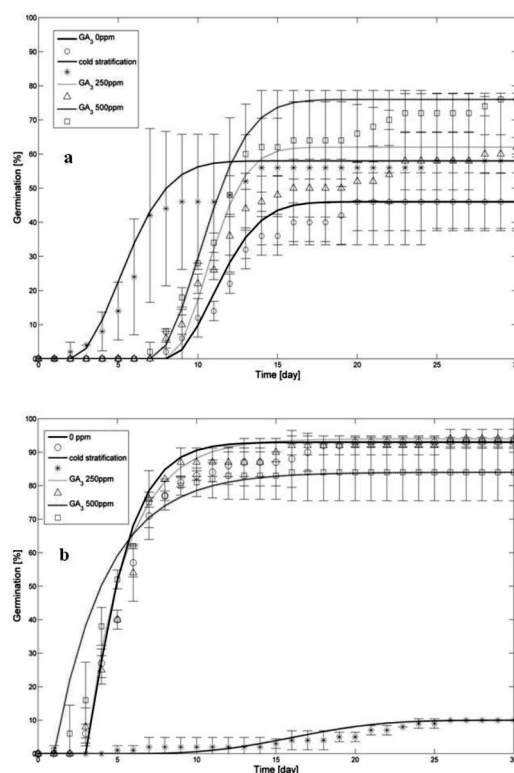 GA3 0ppm
cold stratification
GA3 250ppm
GA3 500ppm
a
Germination [%]
100
90
80
70
60
50
40
30
20
10
0
0 5 10 15 20 25 30
Time [day]
0 ppm
cold stratification
GA3 250ppm
GA3 500ppm
b
Germination [%]
100
90
80
70
60
50
40
30
20
10
0
0 5 10 15 20 25 30
Time [day]